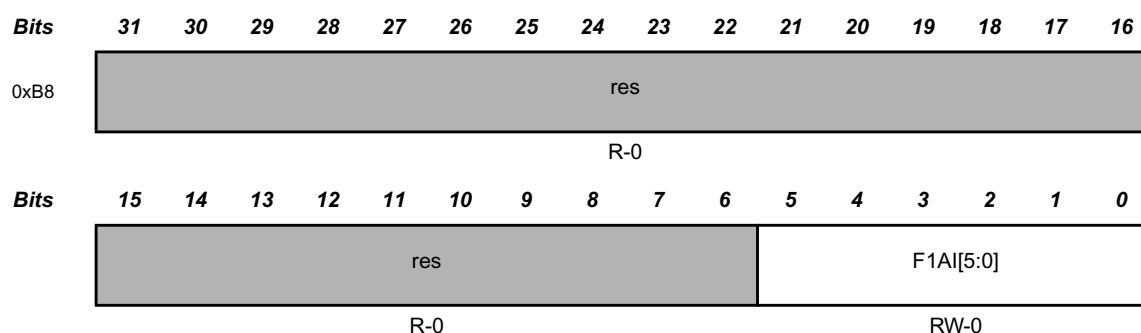 Bits 31 30 29 28 27 26 25 24 23 22 21 20 19 18 17 16
0xB8 res
R-0
Bits 15 14 13 12 11 10 9 8 7 6 5 4 3 2 1 0
res F1AI[5:0]
R-0 RW-0